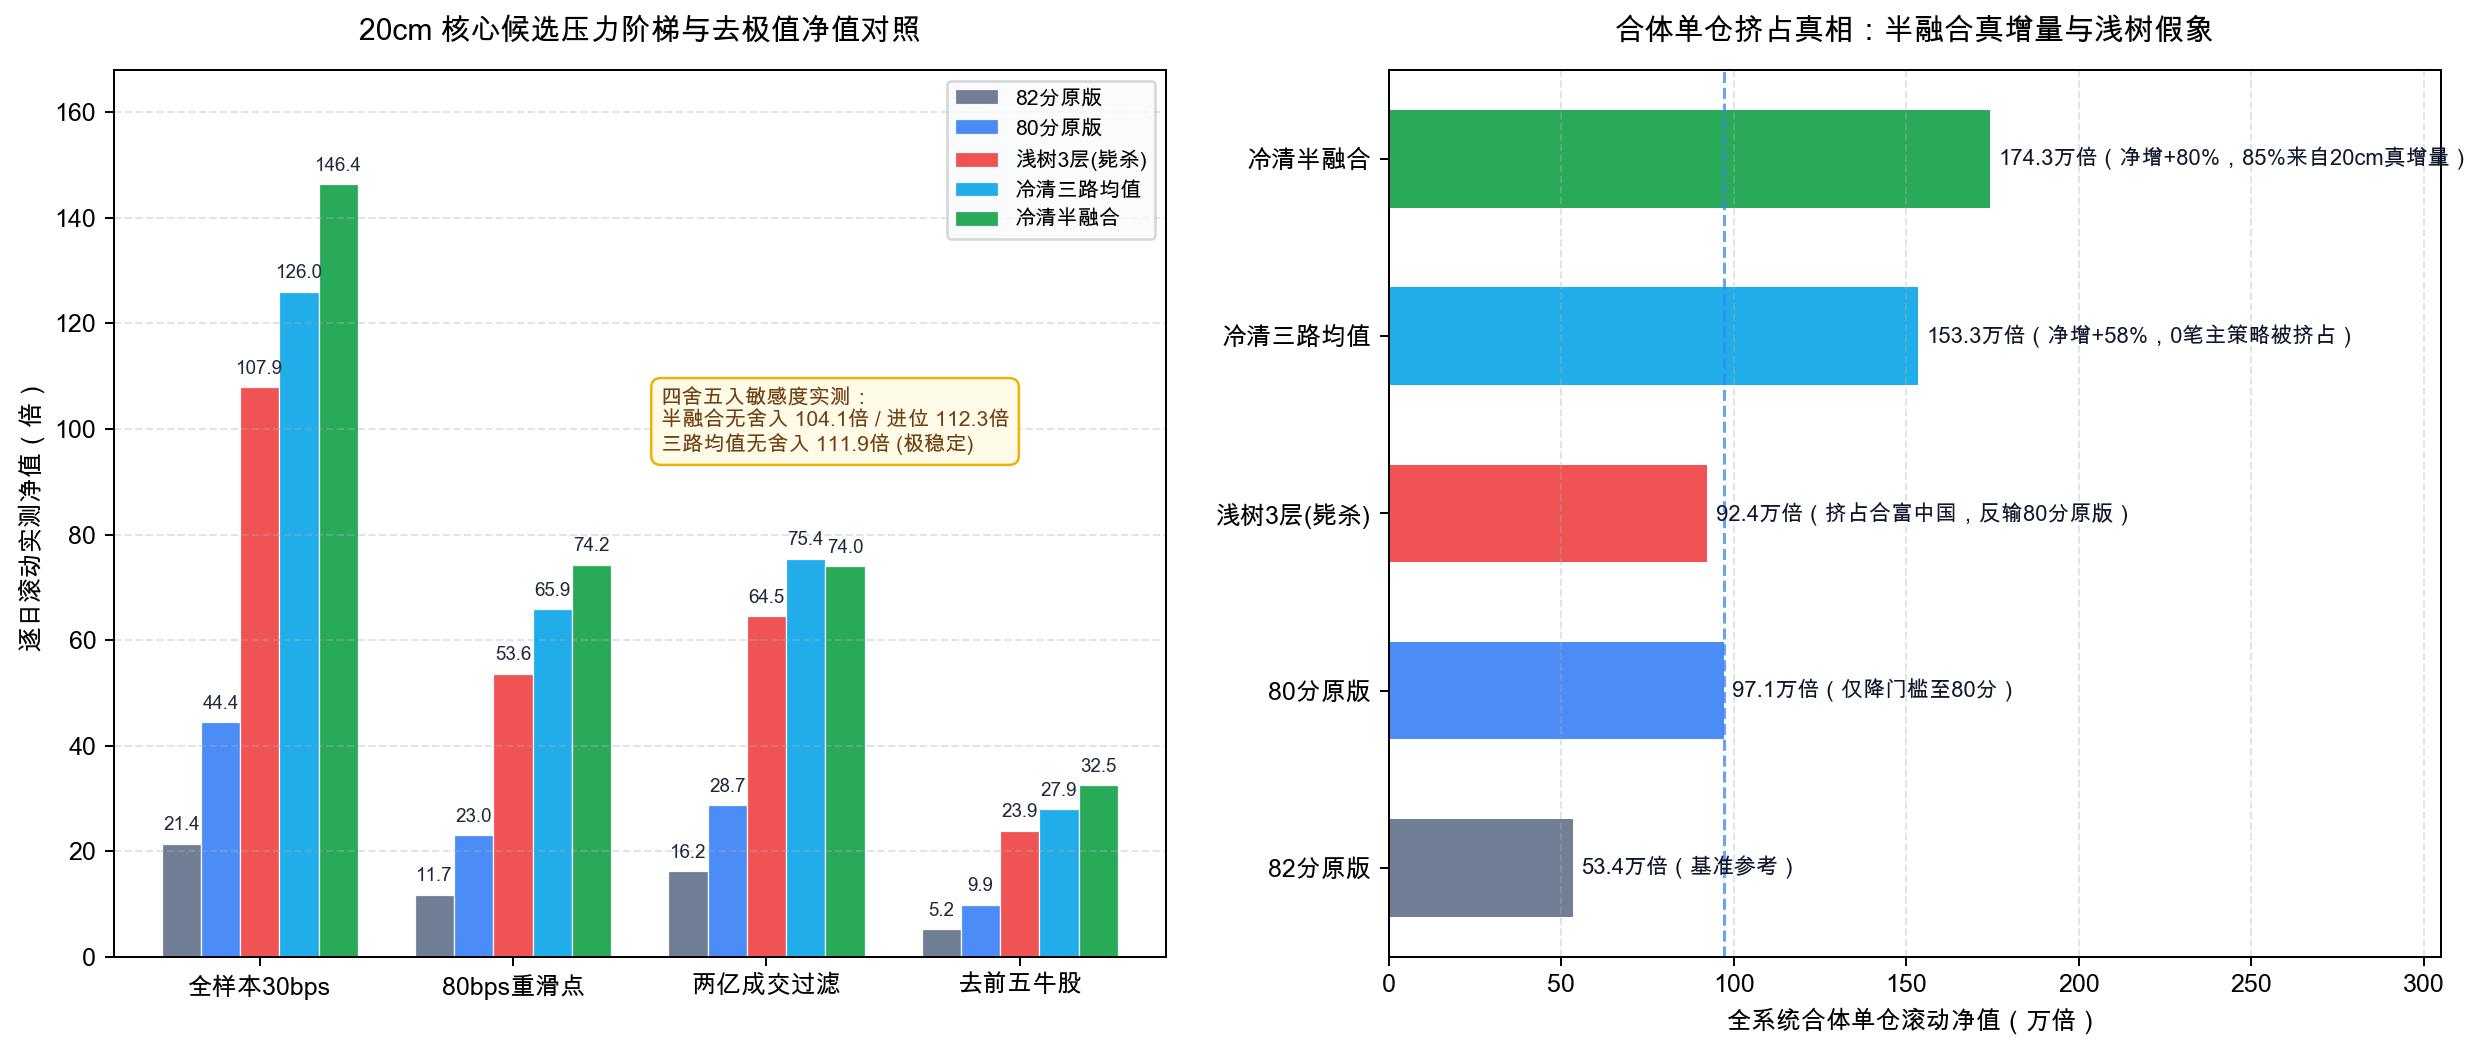 20cm 核心候选压力阶梯与去极值净值对照
逐日滚动实测净值（倍）
160
140
120
100
80
60
40
20
0
82分原版
80分原版
浅树3层(毙杀)
冷清三路均值
冷清半融合
146.4
126.0
107.9
44.4
21.4
74.2
65.9
53.6
23.0
11.7
75.4
74.0
64.5
28.7
16.2
32.5
27.9
23.9
9.9
5.2
四舍五入敏感度实测：
半融合无舍入 104.1倍 / 进位 112.3倍
三路均值无舍入 111.9倍 (极稳定)
全样本30bps
80bps重滑点
两亿成交过滤
去前五牛股
合体单仓挤占真相：半融合真增量与浅树假象
冷清半融合
174.3万倍（净增+80%，85%来自20cm真增量）
冷清三路均值
153.3万倍（净增+58%，0笔主策略被挤占）
浅树3层(毙杀)
92.4万倍（挤占合富中国，反输80分原版）
80分原版
97.1万倍（仅降门槛至80分）
82分原版
53.4万倍（基准参考）
0
50
100
150
200
250
300
全系统合体单仓滚动净值（万倍）